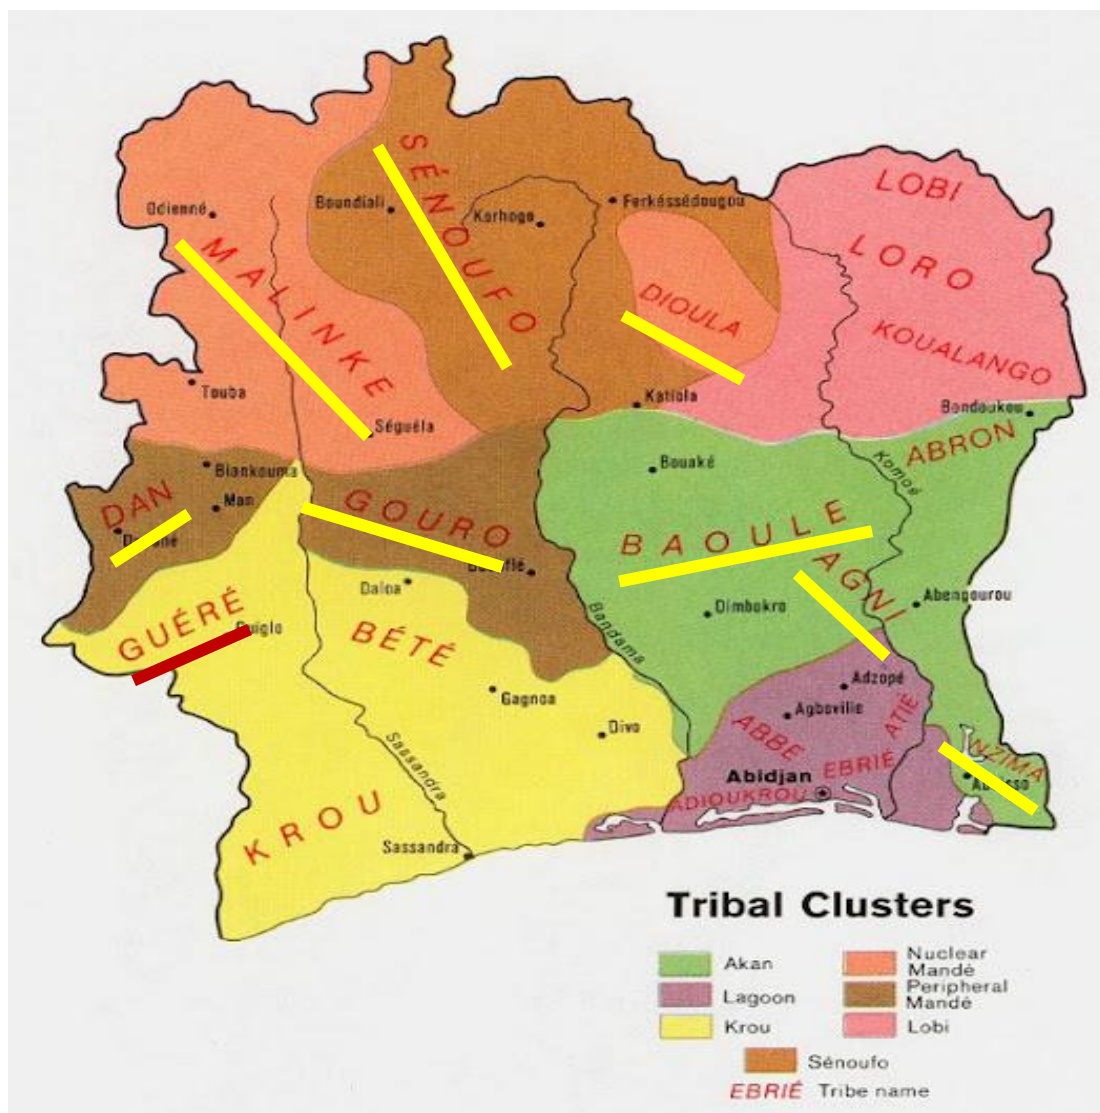 SÉNOUFO
LOBI
Odienné
Boundiali
Korhogo
Ferkéssédougou
MALINKE
LORO
DIOULA
KOUALANGO
Touba
Katiola
Bondoukou
Séguéla
ABRON
Biankouma
Bouaké
Komoé
DAN
Man
GOURO
BAOULE
AGNI
Daloa
Abengourou
GUÉRÉ
Guiglo
BÉTÉ
Dimbokro
Bandama
Adzopé
Gagnoa
Agboville
ATIE
Divo
ABBE
NZIMA
Sassandra
Abidjan
EBRIÉ
ADIOUKROU
KROU
Sassandra
Tribal Clusters
Akan
Nuclear
Mandé
Lagoon
Peripheral
Mandé
Krou
Lobi
Sénoufo
EBRIÉ Tribe name